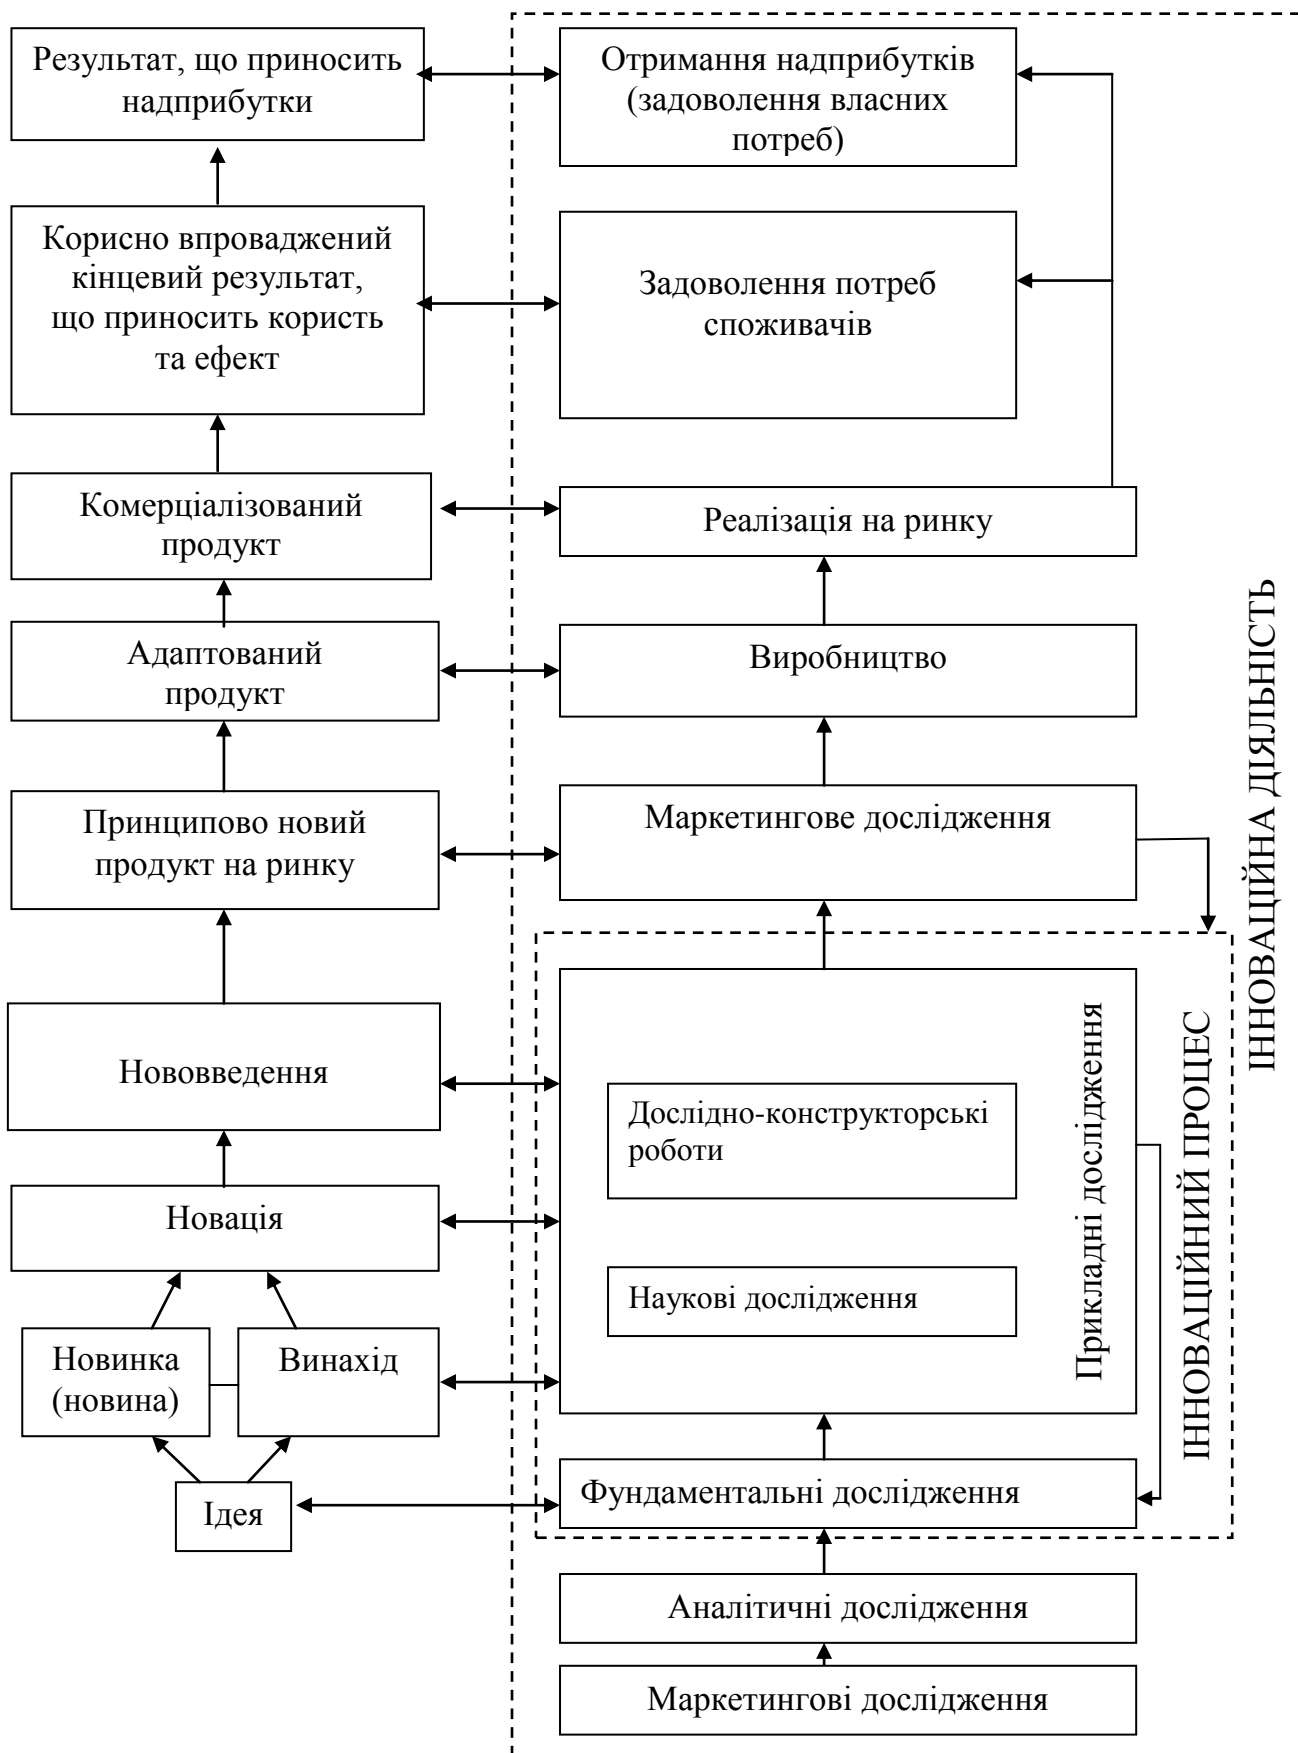 Результат, що приносить
надприбутки
Отримання надприбутків
(задоволення власних
потреб)
Корисно впроваджений
кінцевий результат,
що приносить користь
та ефект
Задоволення потреб
споживачів
Комерціалізований
продукт
Реалізація на ринку
Адаптований
продукт
Виробництво
Принципово новий
продукт на ринку
Маркетингове дослідження
Нововведення
Дослідно-конструкторські
роботи
Новація
Наукові дослідження
Прикладні дослідження
ІННОВАЦІЙНИЙ ПРОЦЕС
ІННОВАЦІЙНА ДІЯЛЬНІСТЬ
Новинка
(новина)
Винахід
Ідея
Фундаментальні дослідження
Аналітичні дослідження
Маркетингові дослідження